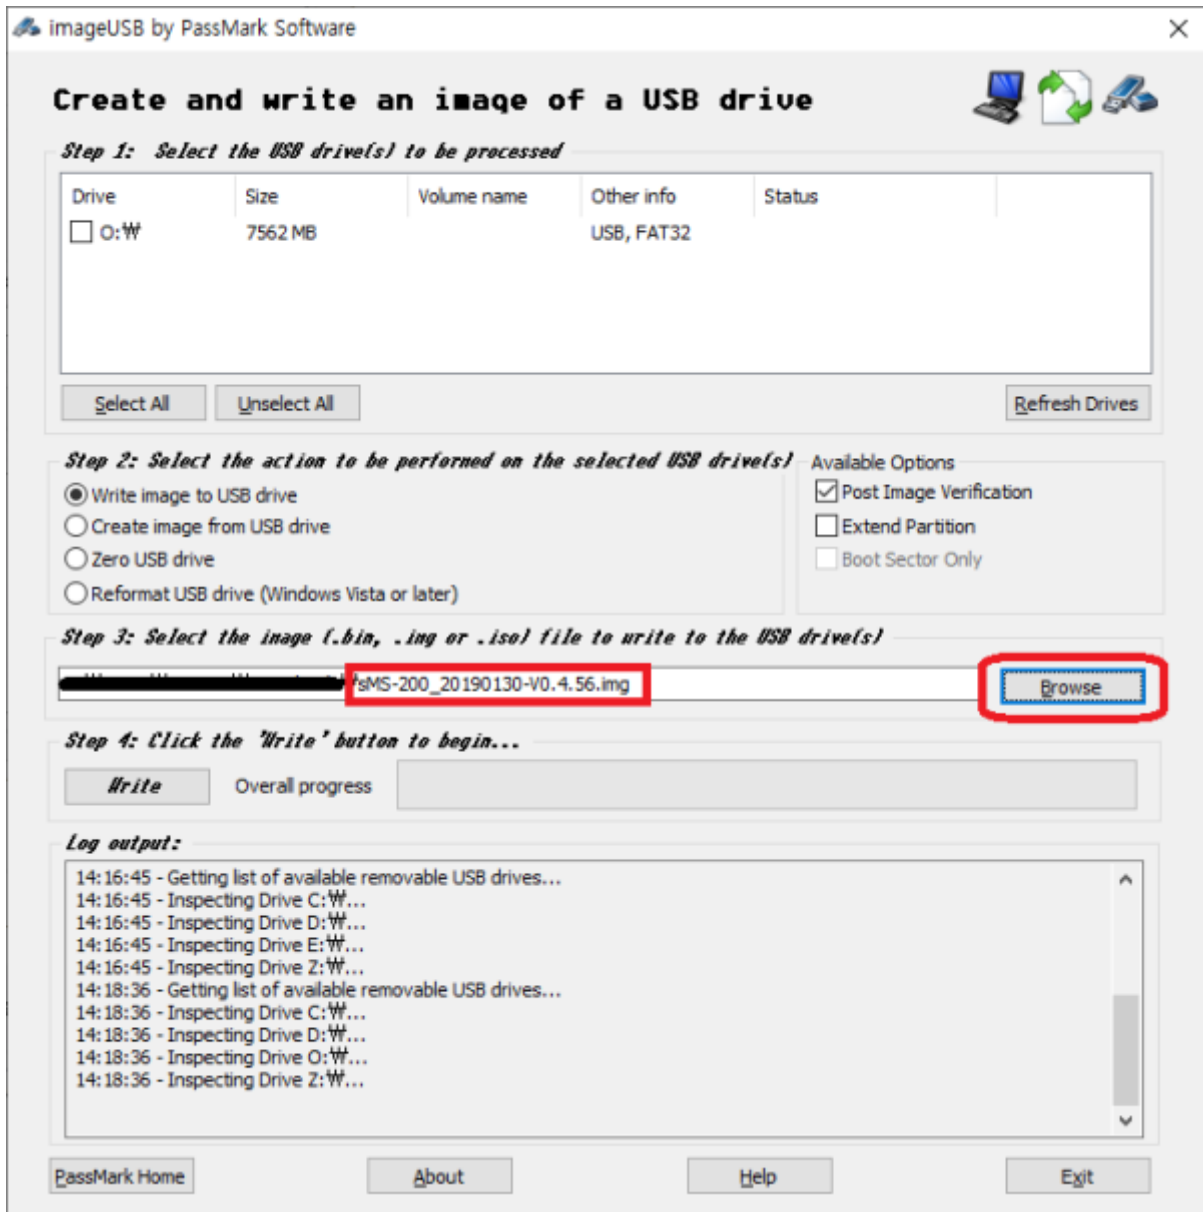 imageUSB by PassMark Software
Create and write an image of a USB drive
Step 1: Select the USB drive(s) to be processed
Drive Size Volume name Other info Status
O:₩ 7562 MB USB, FAT32
Select All Unselect All Refresh Drives
Step 2: Select the action to be performed on the selected USB drive(s) Available Options
Write image to USB drive Post Image Verification
Create image from USB drive Extend Partition
Zero USB drive Boot Sector Only
Reformat USB drive (Windows Vista or later)
Step 3: Select the image (.bin, .img or .iso) file to write to the USB drive(s)
sMS-200_20190130-V0.4.56.img Browse
Step 4: Click the 'Write' button to begin...
Write Overall progress
Log output:
14:16:45 - Getting list of available removable USB drives...
14:16:45 - Inspecting Drive C:₩...
14:16:45 - Inspecting Drive D:₩...
14:16:45 - Inspecting Drive E:₩...
14:16:45 - Inspecting Drive Z:₩...
14:18:36 - Getting list of available removable USB drives...
14:18:36 - Inspecting Drive C:₩...
14:18:36 - Inspecting Drive D:₩...
14:18:36 - Inspecting Drive O:₩...
14:18:36 - Inspecting Drive Z:₩...
PassMark Home About Help Exit